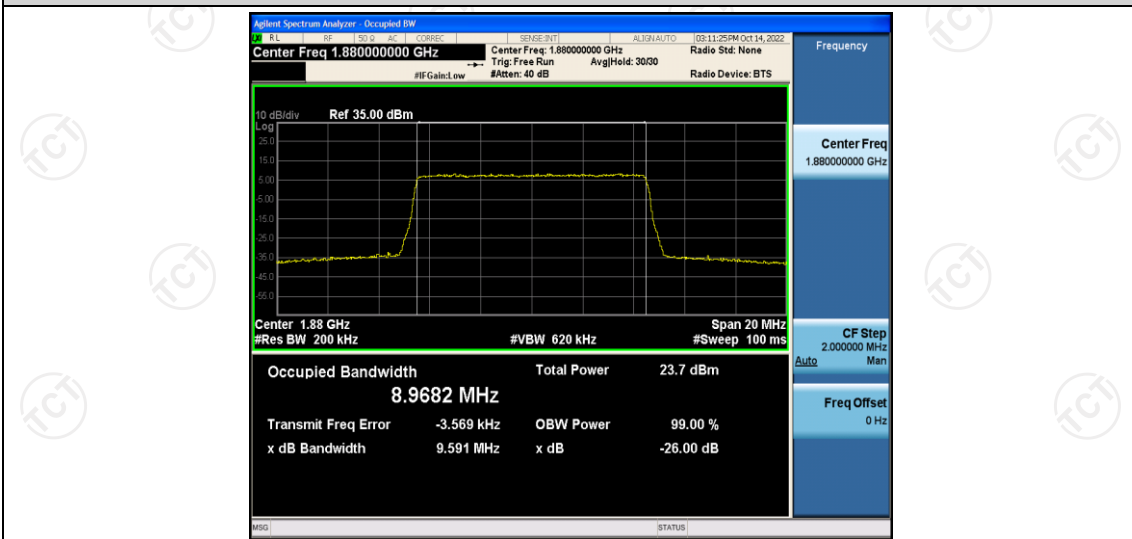 Agilent Spectrum Analyzer - Occupied BW
RL RF 50 Ω AC CORREC SENSE:INT ALIGNAUTO 03:11:25PM Oct 14, 2022
Center Freq 1.880000000 GHz
Center Freq: 1.880000000 GHz
Radio Std: None
Trig: Free Run Avg|Hold: 30/30
#IFGain:Low #Atten: 40 dB Radio Device: BTS
Frequency
10 dB/div Ref 35.00 dBm
Log
25.0
15.0
5.00
-5.00
-15.0
-25.0
-35.0
-45.0
-55.0
Center 1.88 GHz Span 20 MHz
#Res BW 200 kHz #VBW 620 kHz #Sweep 100 ms
Occupied Bandwidth Total Power 23.7 dBm
8.9682 MHz
Transmit Freq Error -3.569 kHz OBW Power 99.00 %
x dB Bandwidth 9.591 MHz x dB -26.00 dB
Center Freq
1.880000000 GHz
CF Step
2.000000 MHz
Auto Man
Freq Offset
0 Hz
MSG STATUS
TCT
TCT
TCT
TCT
TCT
TCT